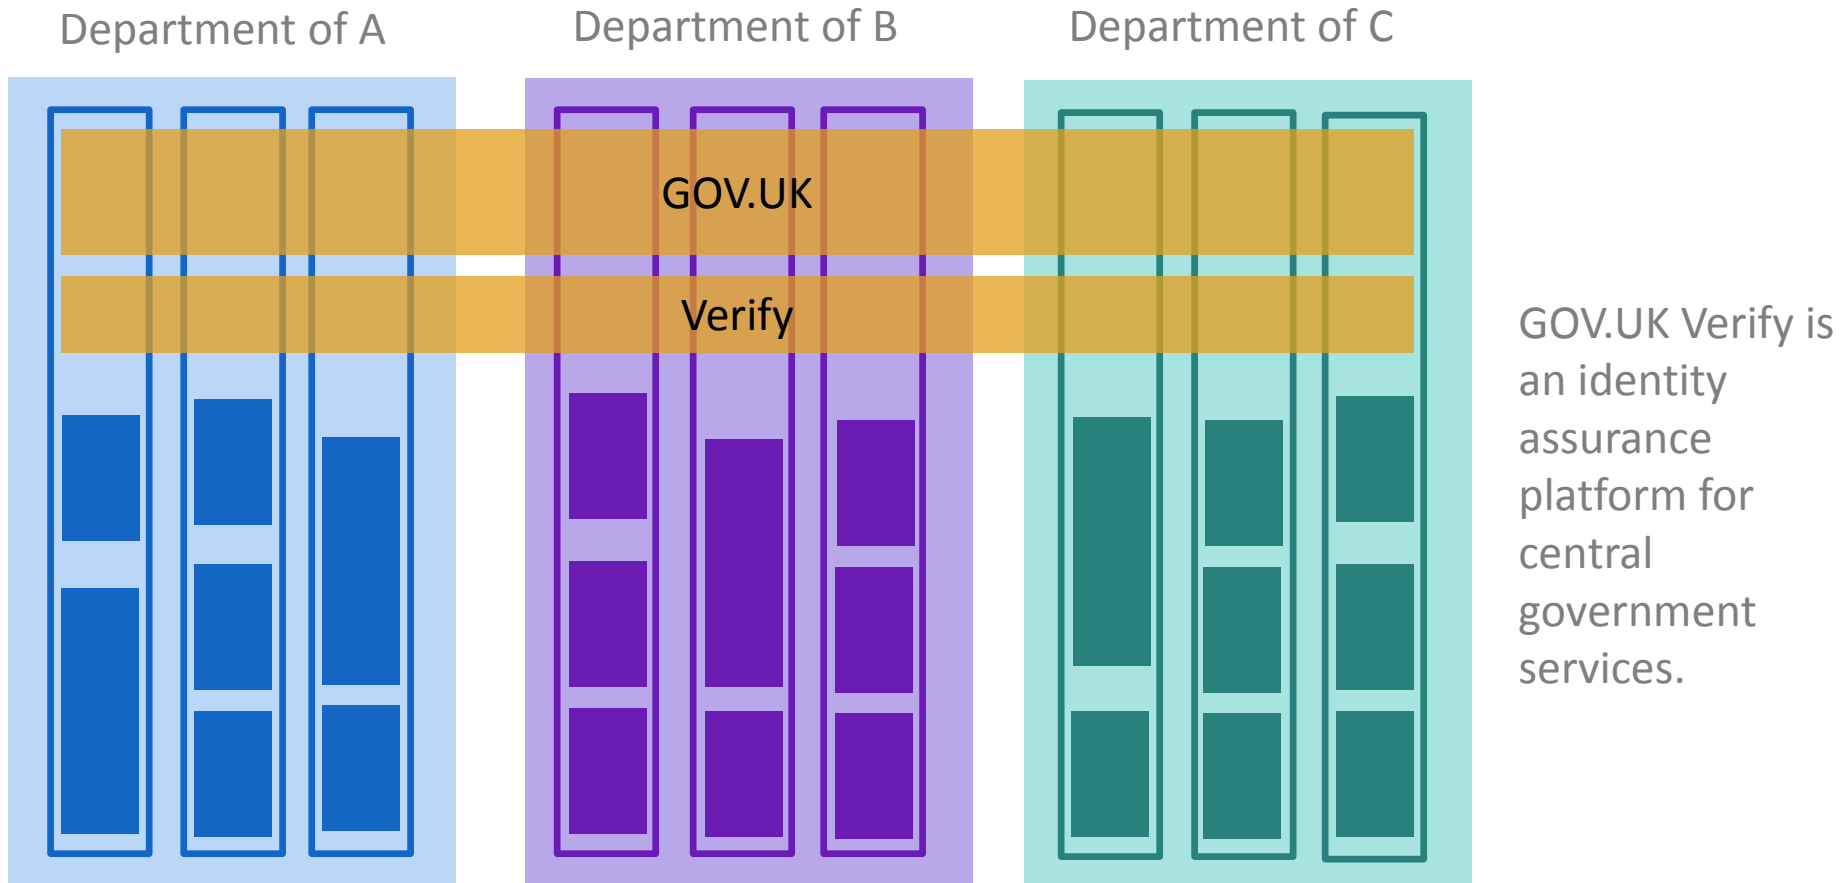 Department of A
Department of B
Department of C
GOV.UK
Verify
GOV.UK Verify is
an identity
assurance
platform for
central
government
services.